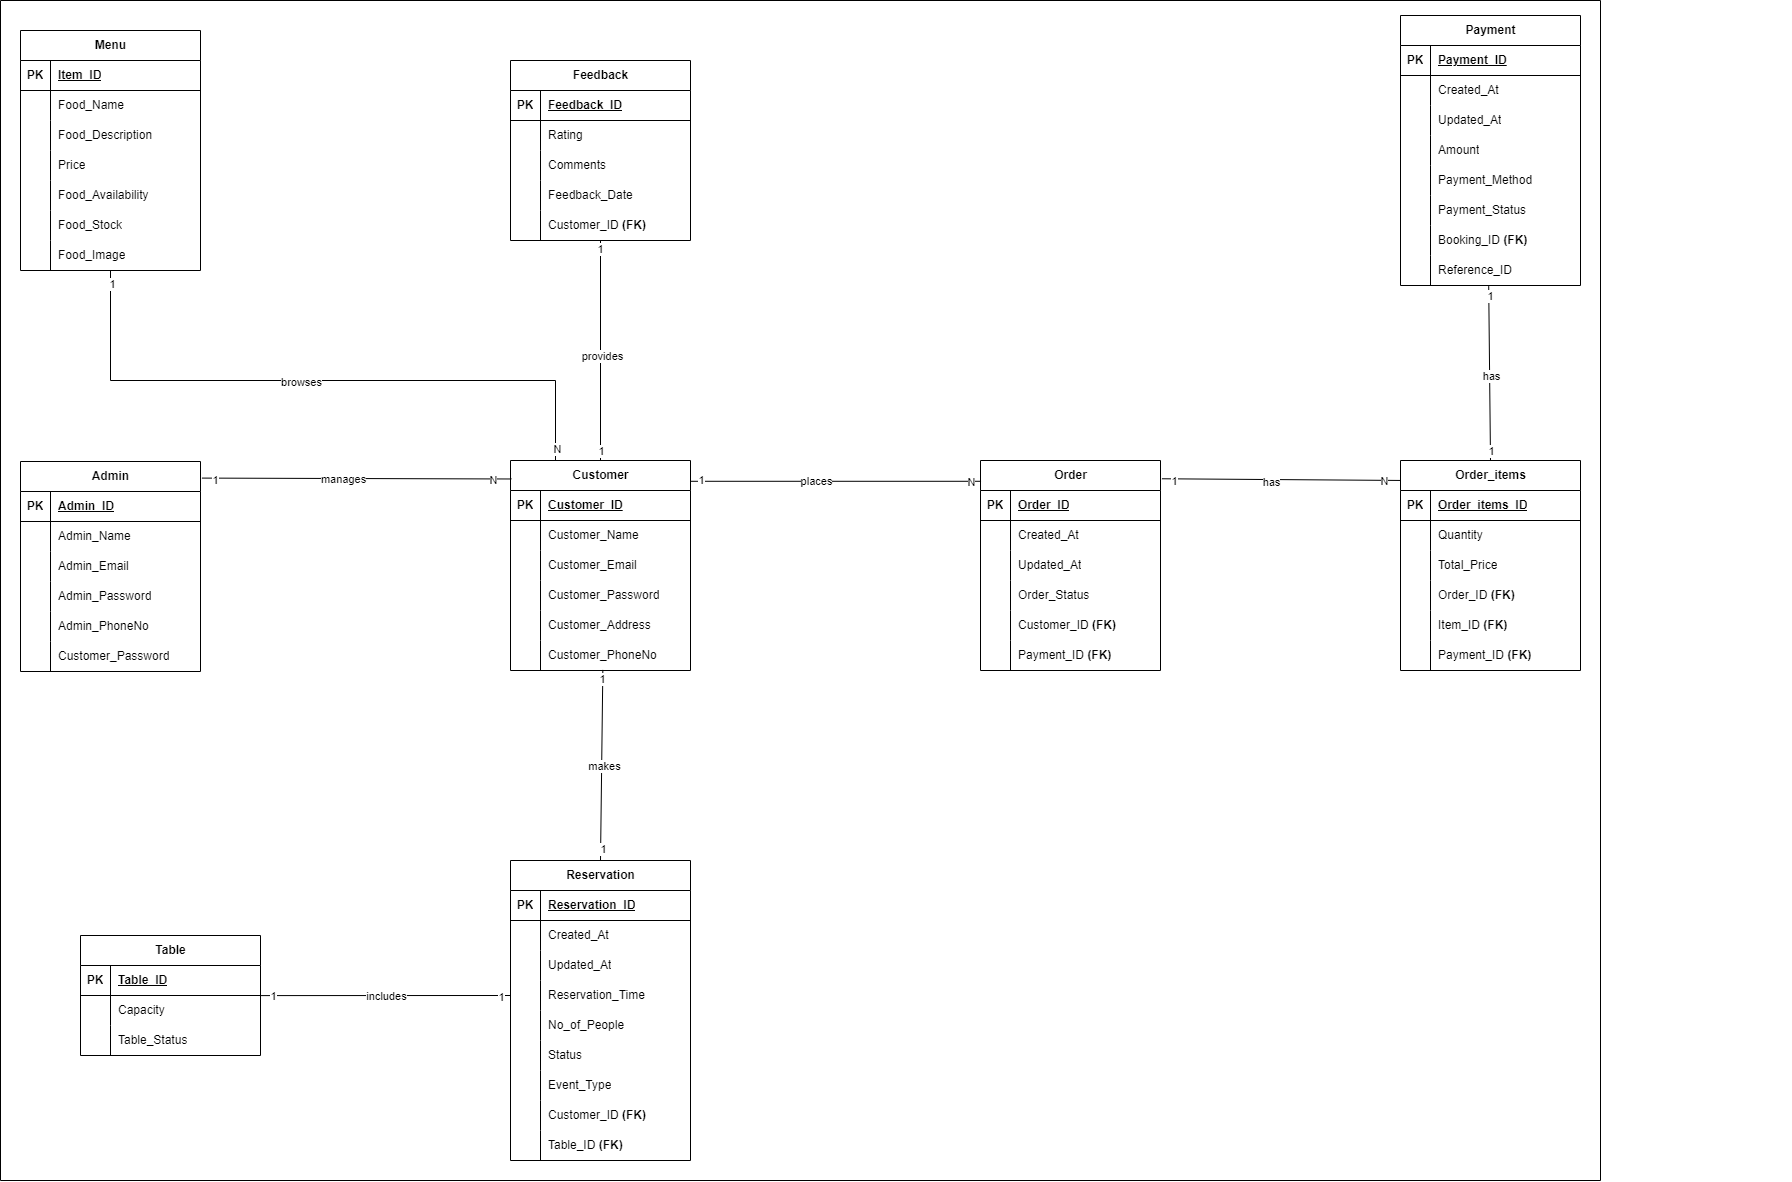 Menu
PK Item_ID
Food_Name
Food_Description
Price
Food_Availability
Food_Stock
Food_Image
1
Feedback
PK Feedback_ID
Rating
Comments
Feedback_Date
Customer_ID (FK)
1
Payment
PK Payment_ID
Created_At
Updated_At
Amount
Payment_Method
Payment_Status
Booking_ID (FK)
Reference_ID
1
provides
has
browses
N
1
1
Admin
PK Admin_ID
Admin_Name
Admin_Email
Admin_Password
Admin_PhoneNo
Customer_Password
1 manages N
Customer
PK Customer_ID
Customer_Name
Customer_Email
Customer_Password
Customer_Address
Customer_PhoneNo
1 places N
Order
PK Order_ID
Created_At
Updated_At
Order_Status
Customer_ID (FK)
Payment_ID (FK)
1 has N
Order_items
PK Order_items_ID
Quantity
Total_Price
Order_ID (FK)
Item_ID (FK)
Payment_ID (FK)
1
makes
1
Table
PK Table_ID
Capacity
Table_Status
1 includes 1
Reservation
PK Reservation_ID
Created_At
Updated_At
Reservation_Time
No_of_People
Status
Event_Type
Customer_ID (FK)
Table_ID (FK)